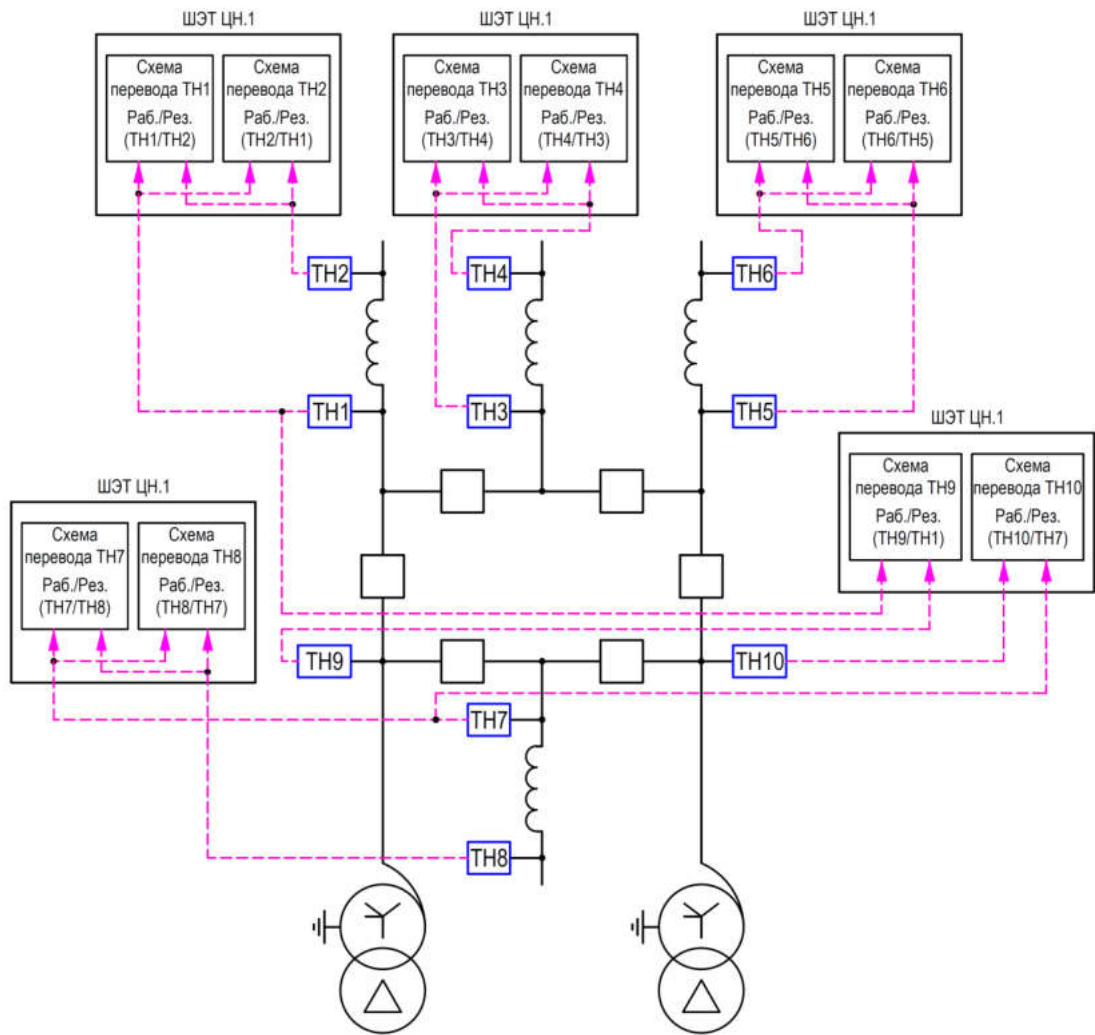 ШЭТ ЦН.1
Схема
перевода ТН1
Раб./Рез.
(ТН1/ТН2)
Схема
перевода ТН2
Раб./Рез.
(ТН2/ТН1)
ШЭТ ЦН.1
Схема
перевода ТН3
Раб./Рез.
(ТН3/ТН4)
Схема
перевода ТН4
Раб./Рез.
(ТН4/ТН3)
ШЭТ ЦН.1
Схема
перевода ТН5
Раб./Рез.
(ТН5/ТН6)
Схема
перевода ТН6
Раб./Рез.
(ТН6/ТН5)
ТН2
ТН4
ТН6
ТН1
ТН3
ТН5
ШЭТ ЦН.1
Схема
перевода ТН9
Раб./Рез.
(ТН9/ТН1)
Схема
перевода ТН10
Раб./Рез.
(ТН10/ТН7)
ШЭТ ЦН.1
Схема
перевода ТН7
Раб./Рез.
(ТН7/ТН8)
Схема
перевода ТН8
Раб./Рез.
(ТН8/ТН7)
ТН9
ТН10
ТН7
ТН8